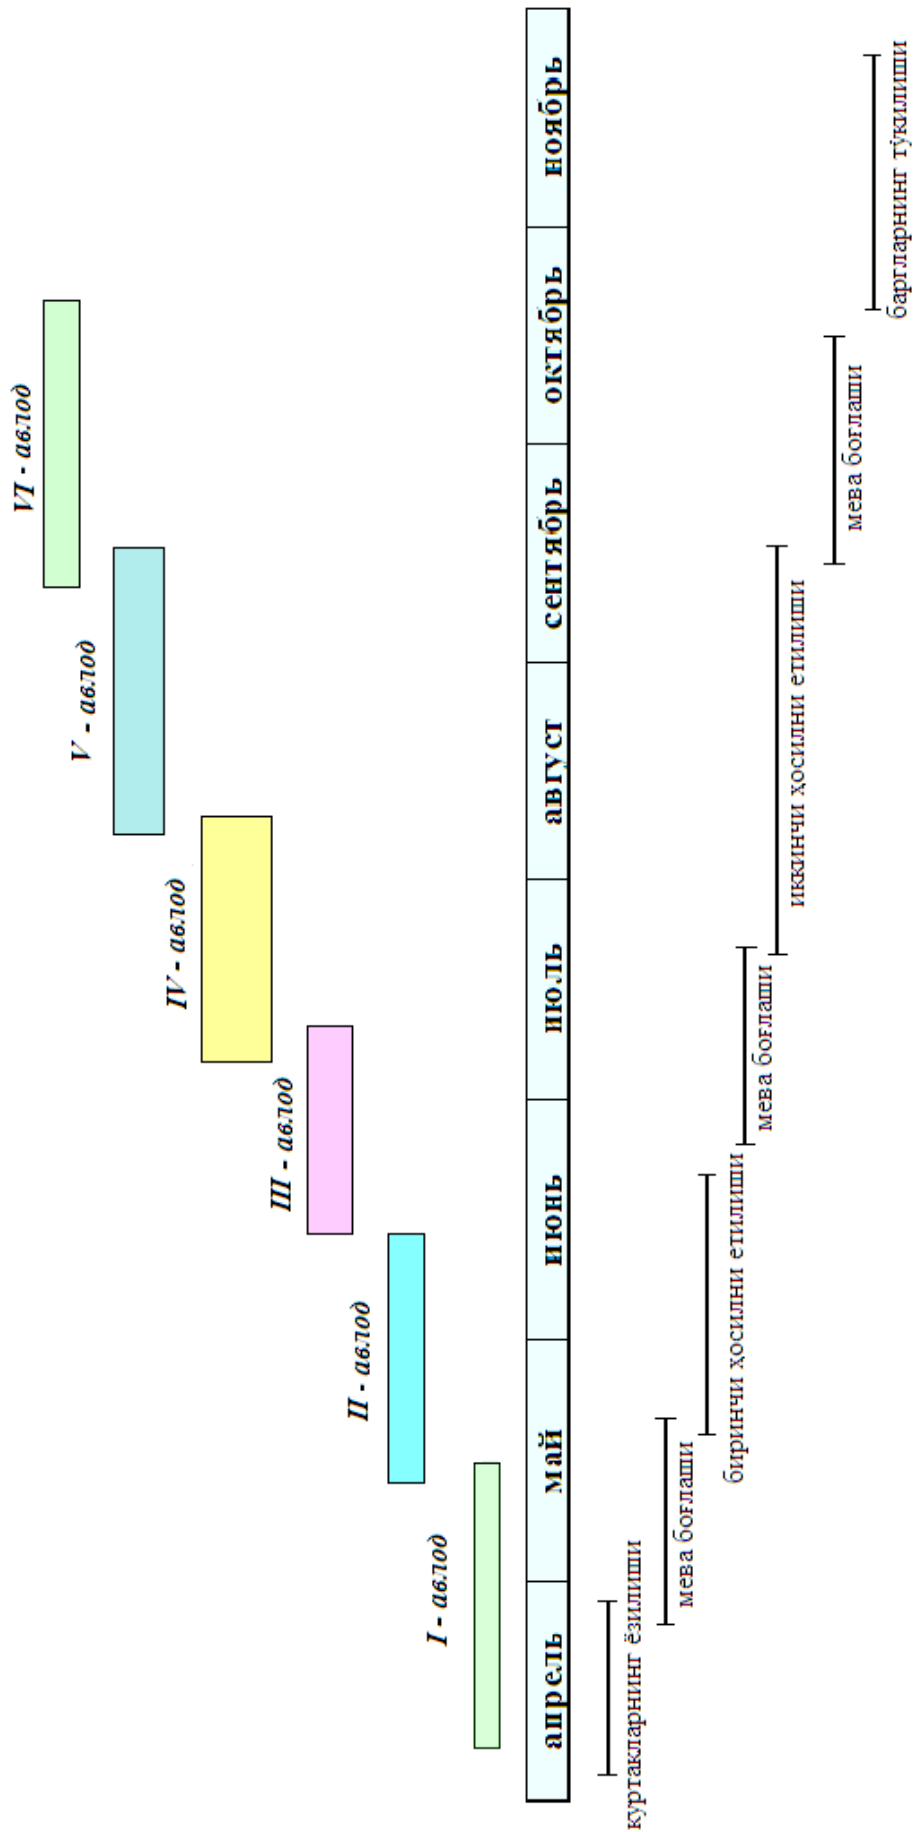 VI - авлод
V - авлод
IV - авлод
III - авлод
II - авлод
I - авлод
апрель
май
июнь
июль
август
сентябрь
октябрь
ноябрь
куртакларнинг ёзилиши
мева боғлаши
биринчи ҳосилни етилиши
мева боғлаши
иккинчи ҳосилни етилиши
мева боғлаши
баргларнинг тўкилиши